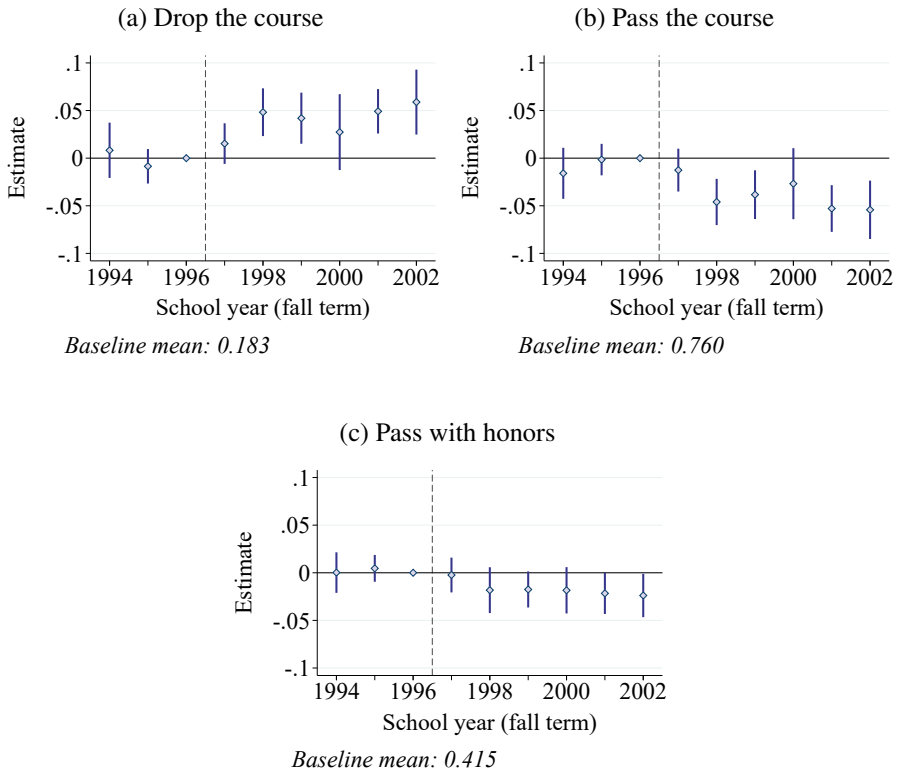 (a) Drop the course
.1
.05
0
-.05
-.1
Estimate
1994 1996 1998 2000 2002
School year (fall term)
Baseline mean: 0.183
(b) Pass the course
.1
.05
0
-.05
-.1
Estimate
1994 1996 1998 2000 2002
School year (fall term)
Baseline mean: 0.760
(c) Pass with honors
.1
.05
0
-.05
-.1
Estimate
1994 1996 1998 2000 2002
School year (fall term)
Baseline mean: 0.415